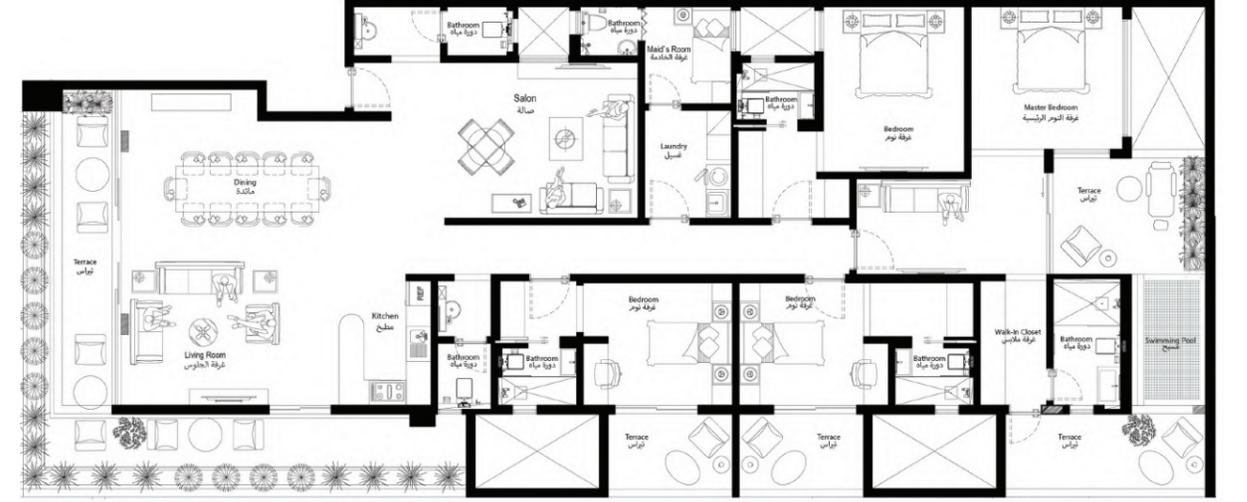 Bathroom
دورة مياه
Bathroom
دورة مياه
Maid's Room
غرفة الخادمة
Salon
صالة
Bathroom
دورة مياه
Bedroom
غرفة نوم
Master Bedroom
غرفة النوم الرئيسية
Laundry
غسيل
Dining
مائدة
Terrace
تيراس
Terrace
تيراس
REF
Kitchen
مطبخ
Living Room
غرفة الجلوس
Bathroom
دورة مياه
Bathroom
دورة مياه
Bedroom
غرفة نوم
Bedroom
غرفة نوم
Bathroom
دورة مياه
Walk-In Closet
غرفة ملابس
Bathroom
دورة مياه
Swimming Pool
مسبح
Terrace
تيراس
Terrace
تيراس
Terrace
تيراس